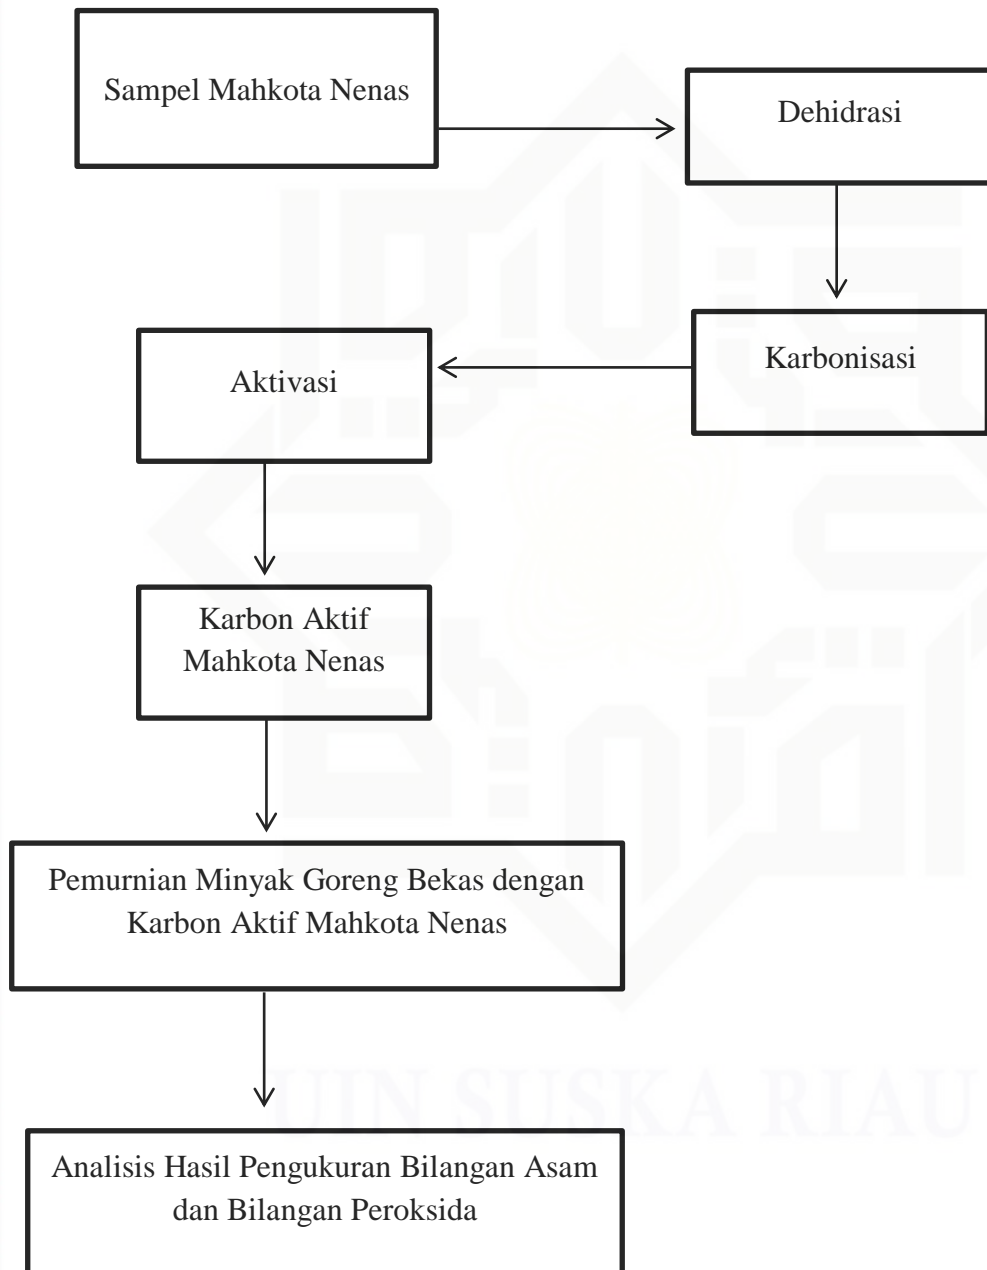 Sampel Mahkota Nenas
Dehidrasi
Karbonisasi
Aktivasi
Karbon Aktif
Mahkota Nenas
Pemurnian Minyak Goreng Bekas dengan
Karbon Aktif Mahkota Nenas
UIN SUSKA RIAU
Analisis Hasil Pengukuran Bilangan Asam
dan Bilangan Peroksida